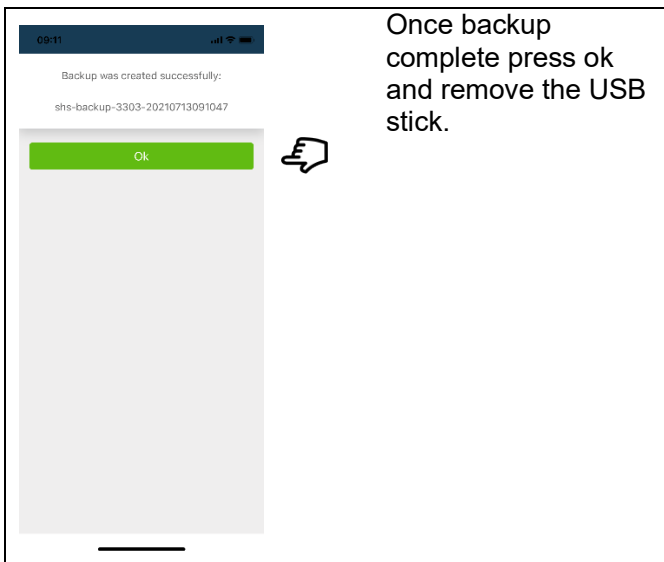 09:11
Backup was created successfully:
shs-backup-3303-20210713091047
Ok
Once backup
complete press ok
and remove the USB
stick.